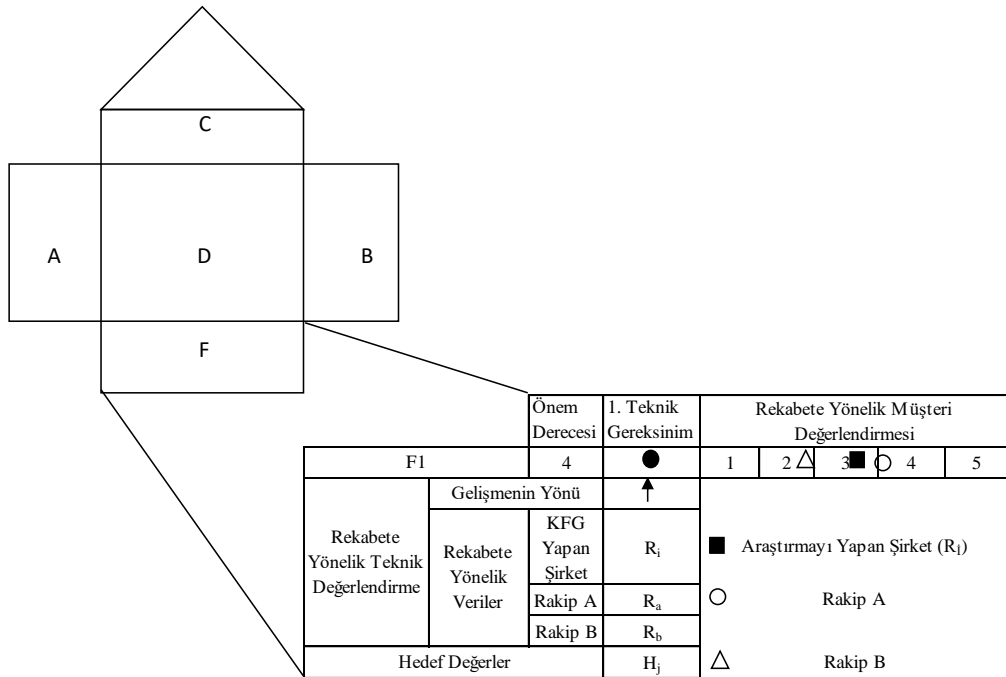 C
A
D
B
F
Önem
Derecesi
1. Teknik
Gereksinim
Rekabete Yönelik Müşteri
Değerlendirmesi
F1
4
1
2
3
4
5
Gelişmenin Yönü
Rekabete
Yönelik Teknik
Değerlendirme
Rekabete
Yönelik
Veriler
KFG
Yapan
Şirket
Ri
Araştırmayı Yapan Şirket (Rİ)
Rakip A
Ra
Rakip A
Rakip B
Rb
Hedef Değerler
Hj
Rakip B